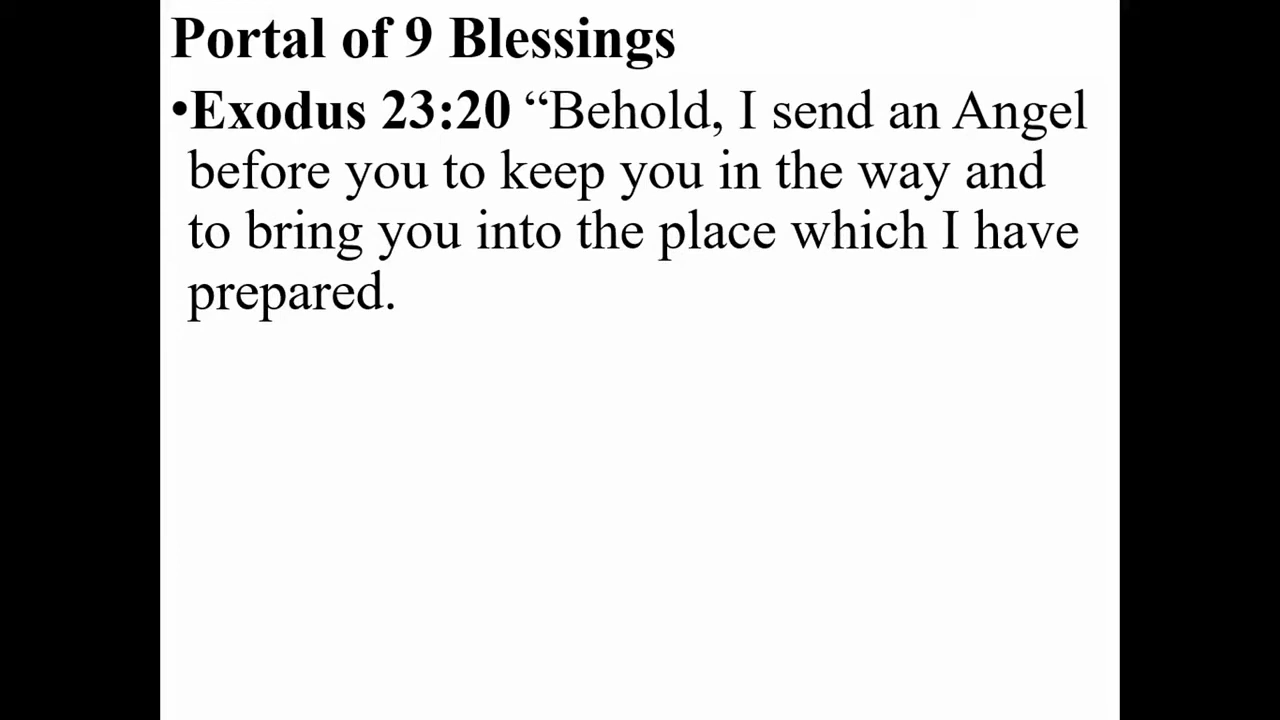 Portal of 9 Blessings
•Exodus 23:20 “Behold, I send an Angel
before you to keep you in the way and
to bring you into the place which I have
prepared.